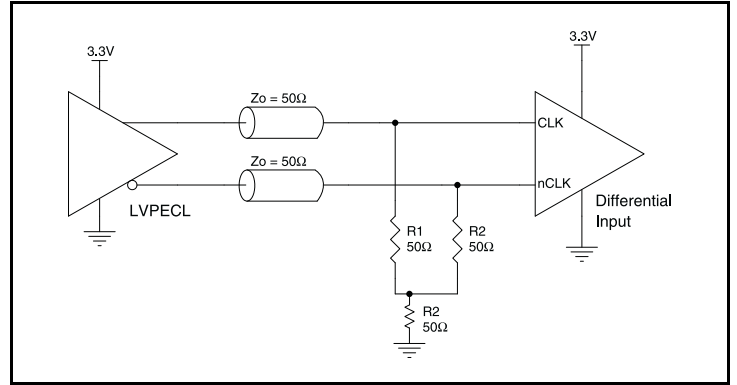 3.3V
3.3V
Zo = 50Ω
CLK
Zo = 50Ω
nCLK
LVPECL
Differential
Input
R1
50Ω
R2
50Ω
R2
50Ω